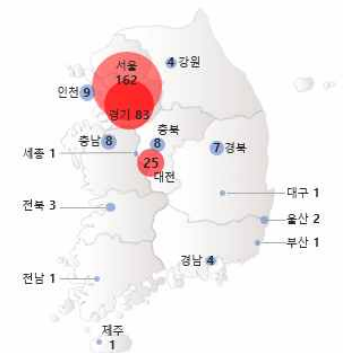 서울
162
4 강원
인천 9
경기 83
충북
8
충남 8
7 경북
세종 1
25
대전
대구 1
전북 3
울산 2
부산 1
경남 4
전남 1
제주
1